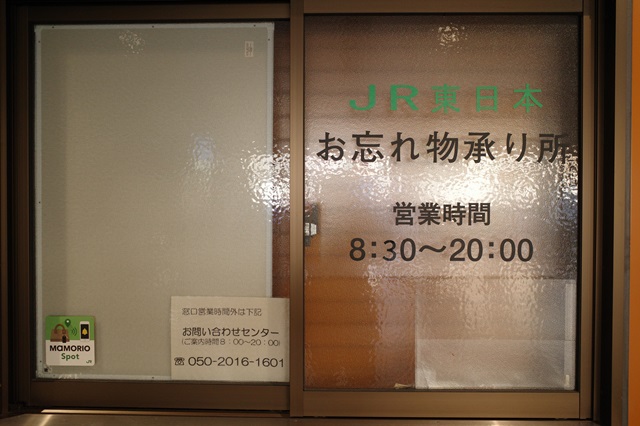 JR東日本
お忘れ物承り所
営業時間
8:30～20:00
窓口営業時間外は下記
お問い合わせセンター
(ご案内時間8:00～20:00)
☎050-2016-1601
MAMORIO
Spot